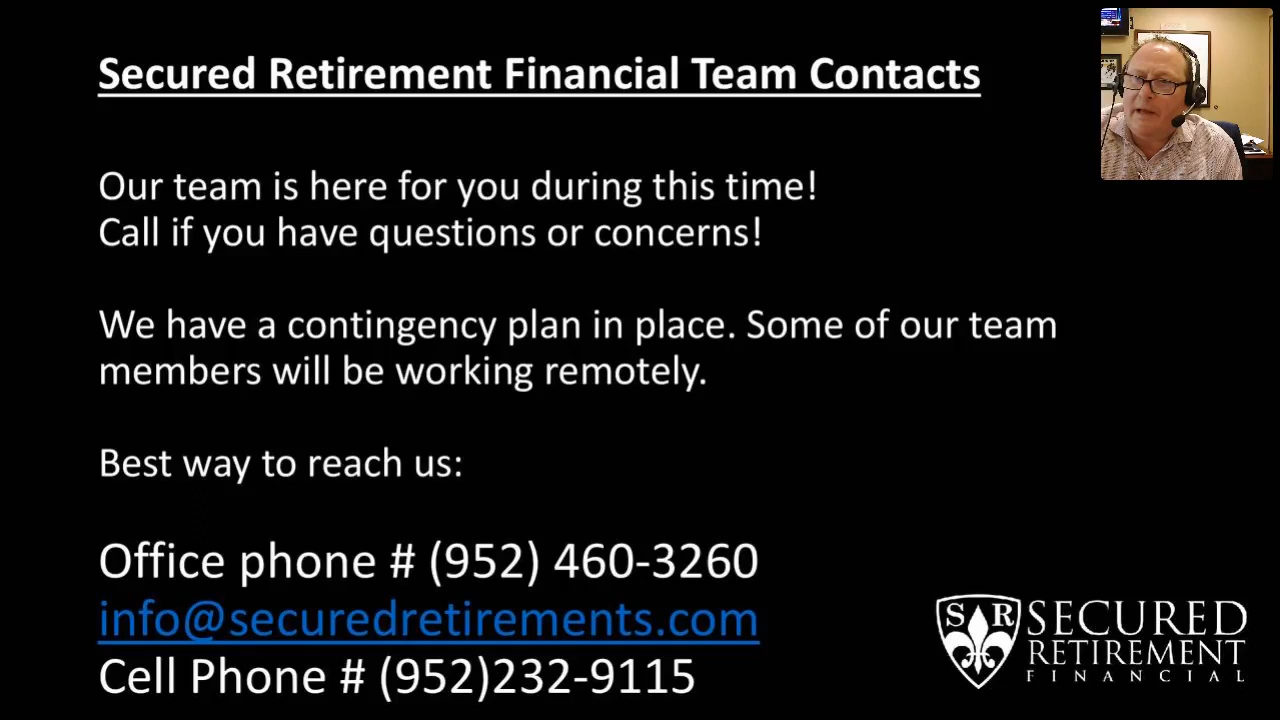 Secured Retirement Financial Team Contacts
Our team is here for you during this time!
Call if you have questions or concerns!
We have a contingency plan in place. Some of our team
members will be working remotely.
Best way to reach us:
Office phone # (952) 460-3260
info@securedretirements.com
Cell Phone # (952)232-9115
S R
SECURED
RETIREMENT
FINANCIAL